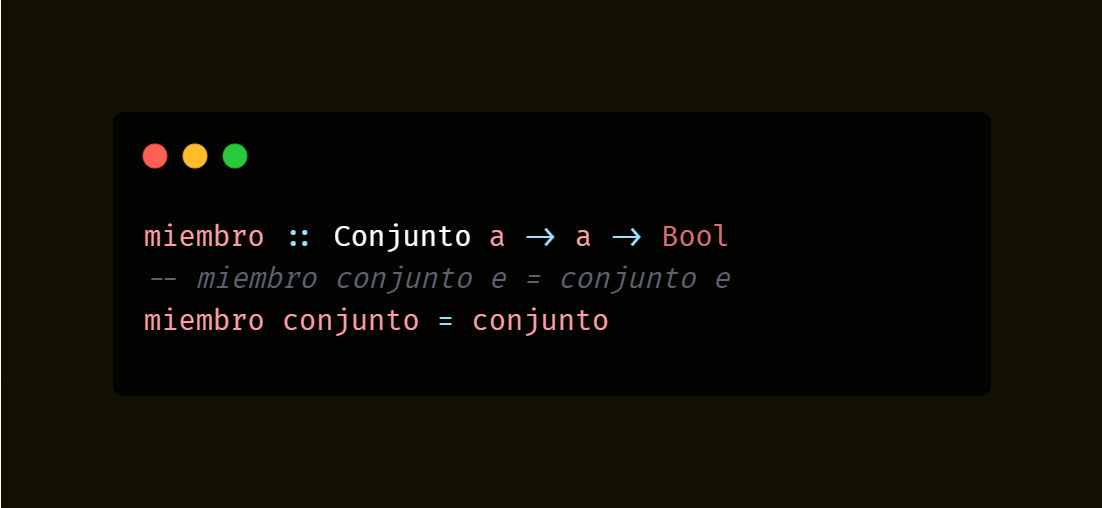 miembro :: Conjunto a -> a -> Bool
-- miembro conjunto e = conjunto e
miembro conjunto = conjunto